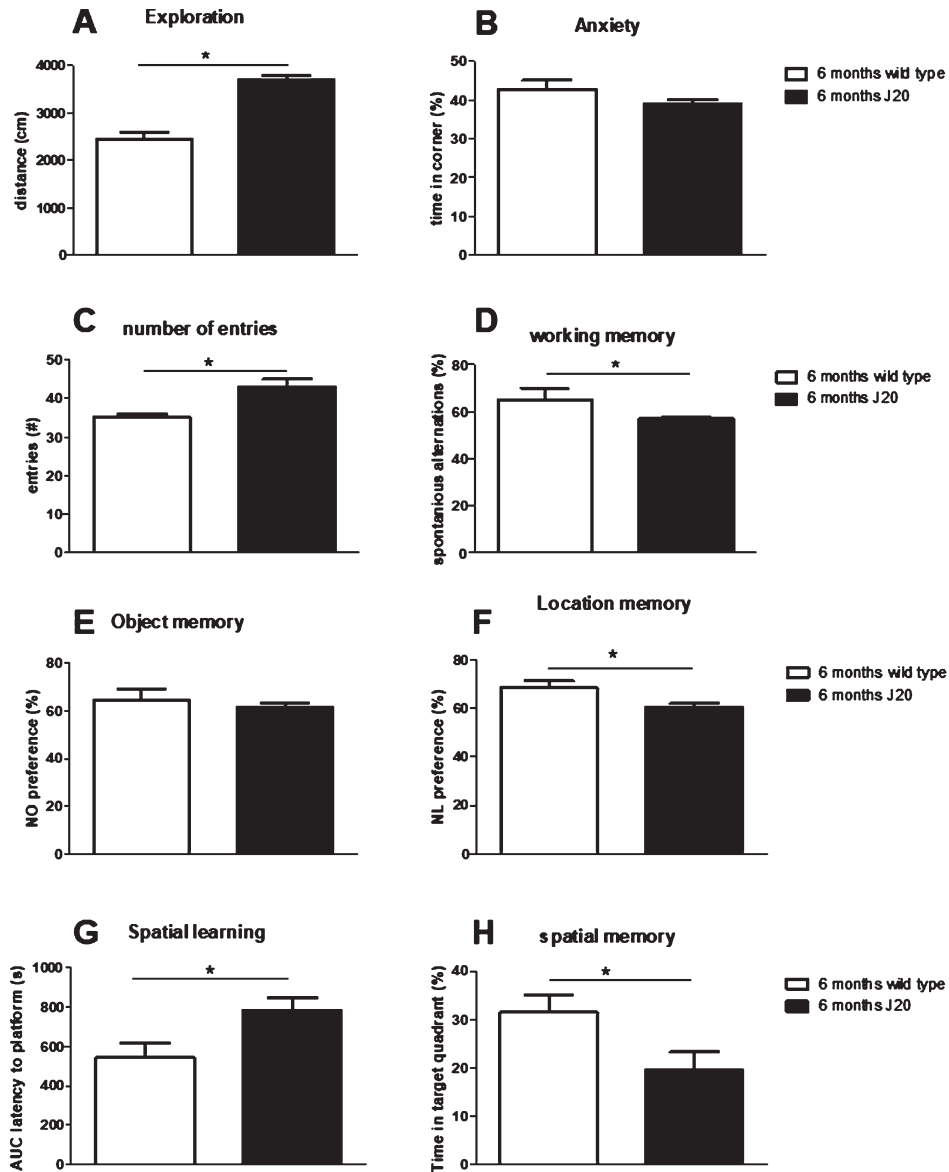 A
Exploration
*
distance (cm)
4000
3000
2000
1000
0
B
Anxiety
time in corner (%)
50
40
30
20
10
0
6 months wild type
6 months J20
C
number of entries
*
entries (#)
50
40
30
20
10
0
D
working memory
*
spontanious alternations (%)
80
60
40
20
0
6 months wild type
6 months J20
E
Object memory
NO preference (%)
80
60
40
20
0
F
Location memory
*
NL preference (%)
80
60
40
20
0
6 months wild type
6 months J20
G
Spatial learning
*
AUC latency to platform (s)
1000
800
600
400
200
0
H
spatial memory
*
Time in target quadrant (%)
40
30
20
10
0
6 months wild type
6 months J20